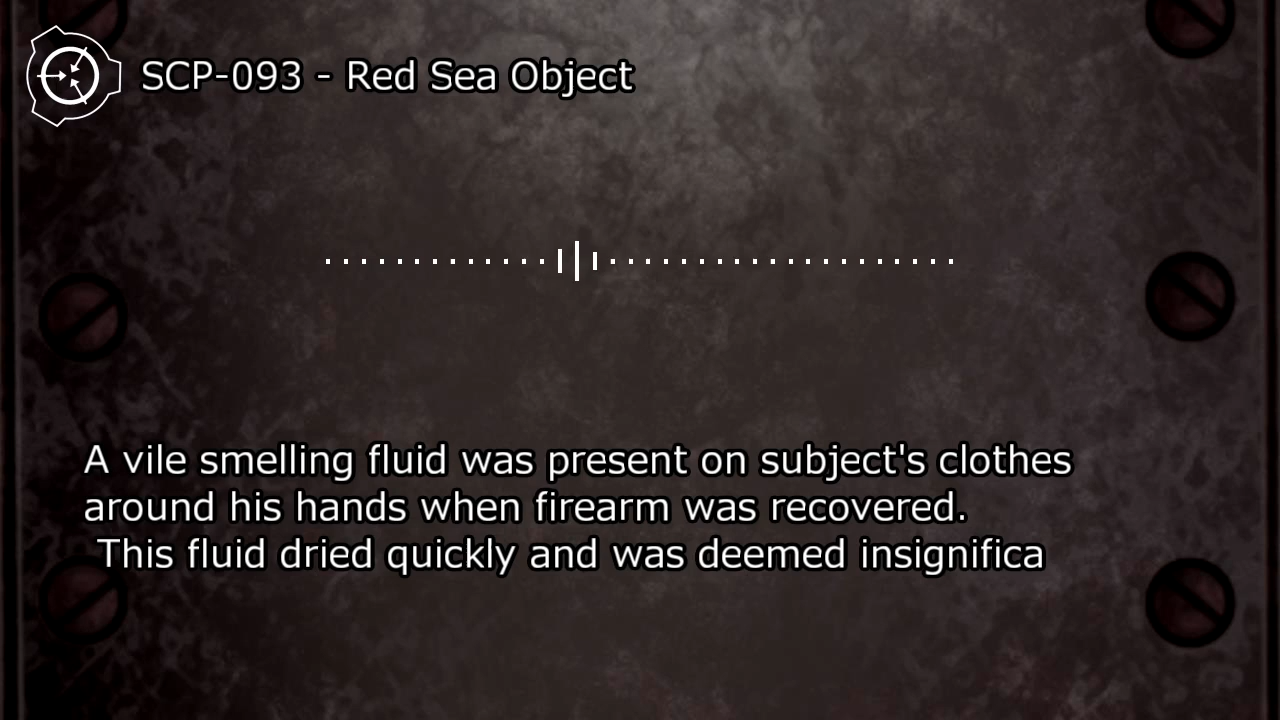 SCP-093 - Red Sea Object
A vile smelling fluid was present on subject's clothes
around his hands when firearm was recovered.
This fluid dried quickly and was deemed insignifica